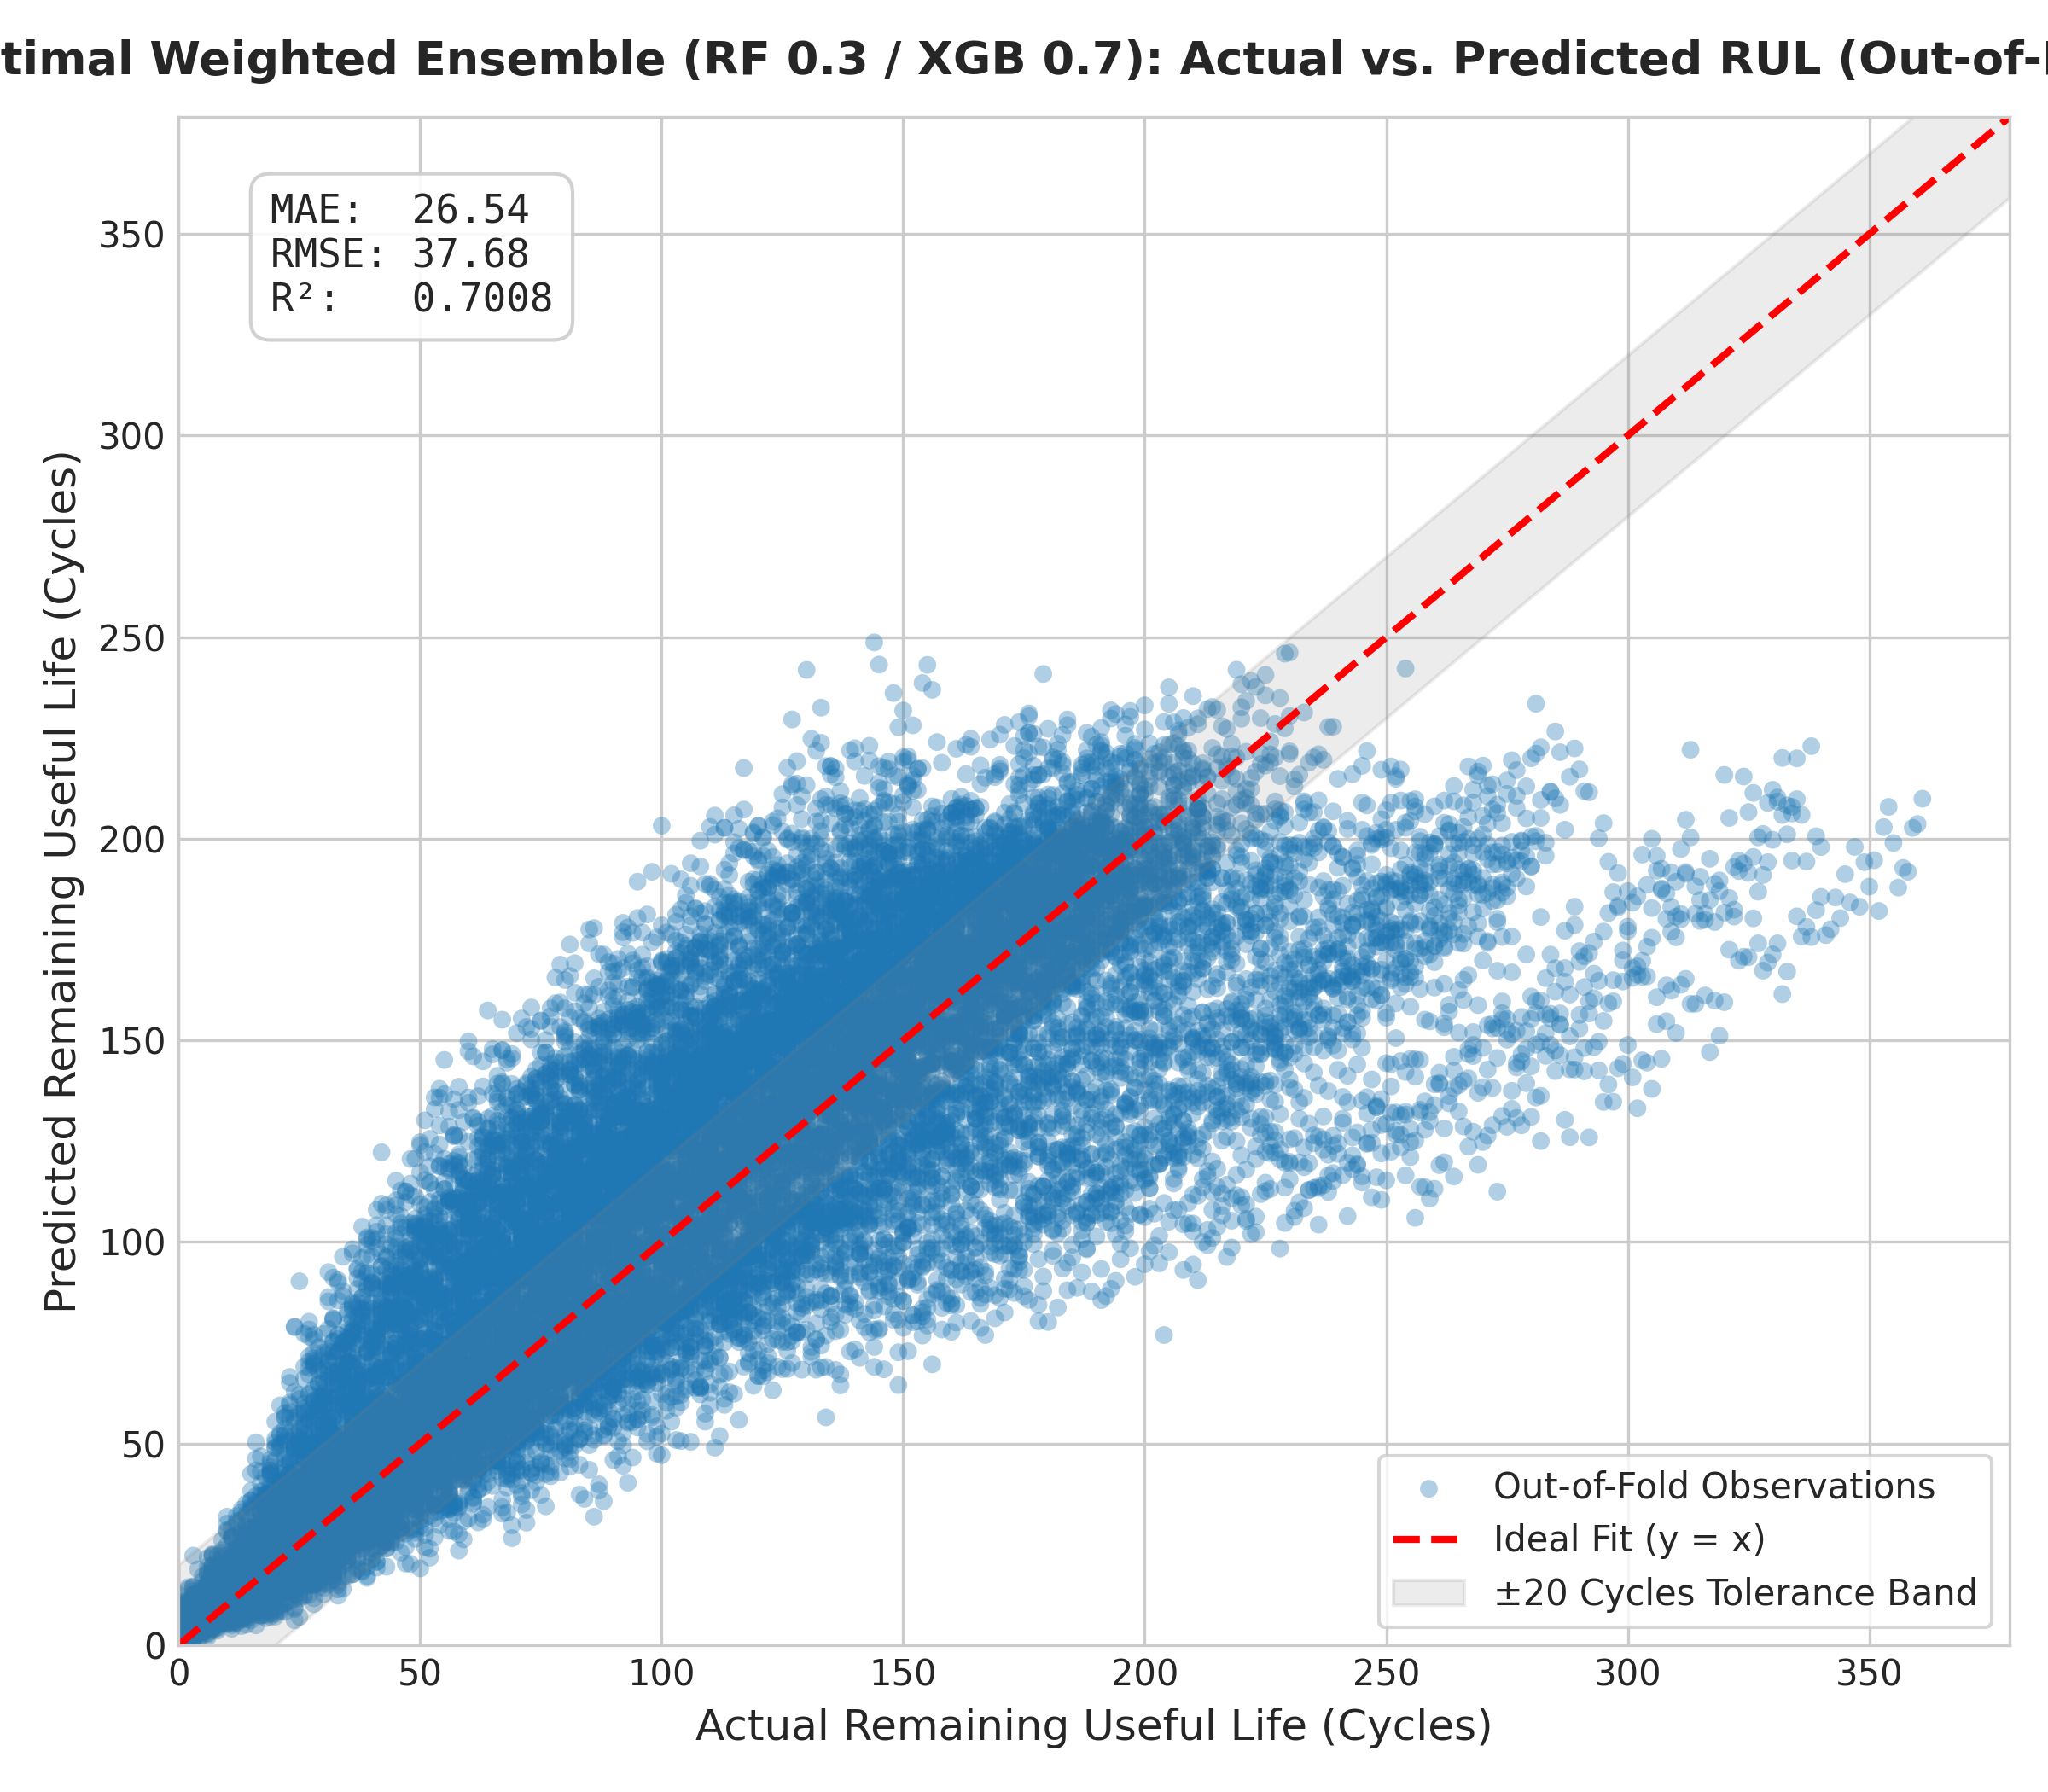 timal Weighted Ensemble (RF 0.3 / XGB 0.7): Actual vs. Predicted RUL (Out-of-
MAE: 26.54
RMSE: 37.68
R²: 0.7008
Predicted Remaining Useful Life (Cycles)
350
300
250
200
150
100
50
0
0 50 100 150 200 250 300 350
Actual Remaining Useful Life (Cycles)
Out-of-Fold Observations
Ideal Fit (y = x)
±20 Cycles Tolerance Band